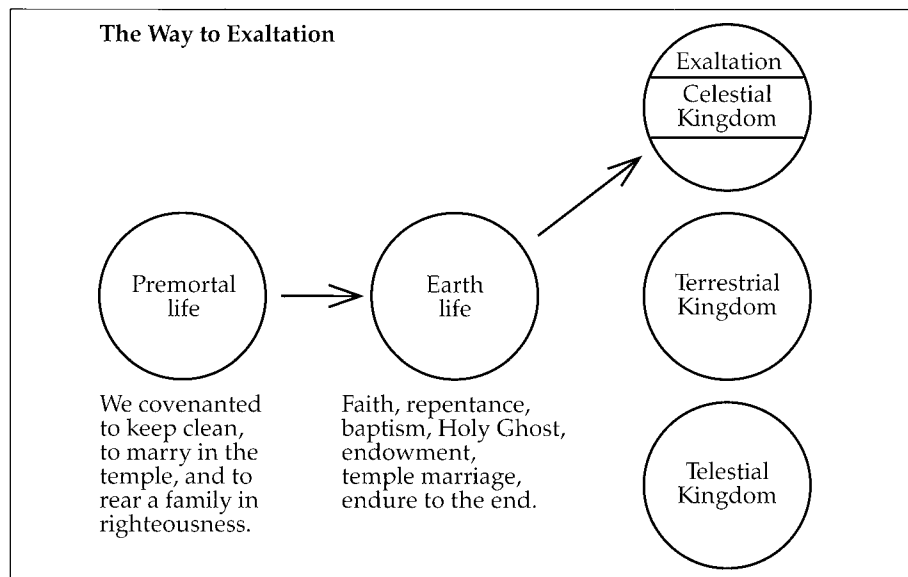 The Way to Exaltation
Exaltation
Celestial
Kingdom
Premortal
life
Earth
life
Terrestrial
Kingdom
We covenanted
to keep clean,
to marry in the
temple, and to
rear a family in
righteousness.
Faith, repentance,
baptism, Holy Ghost,
endowment,
temple marriage,
endure to the end.
Telestial
Kingdom